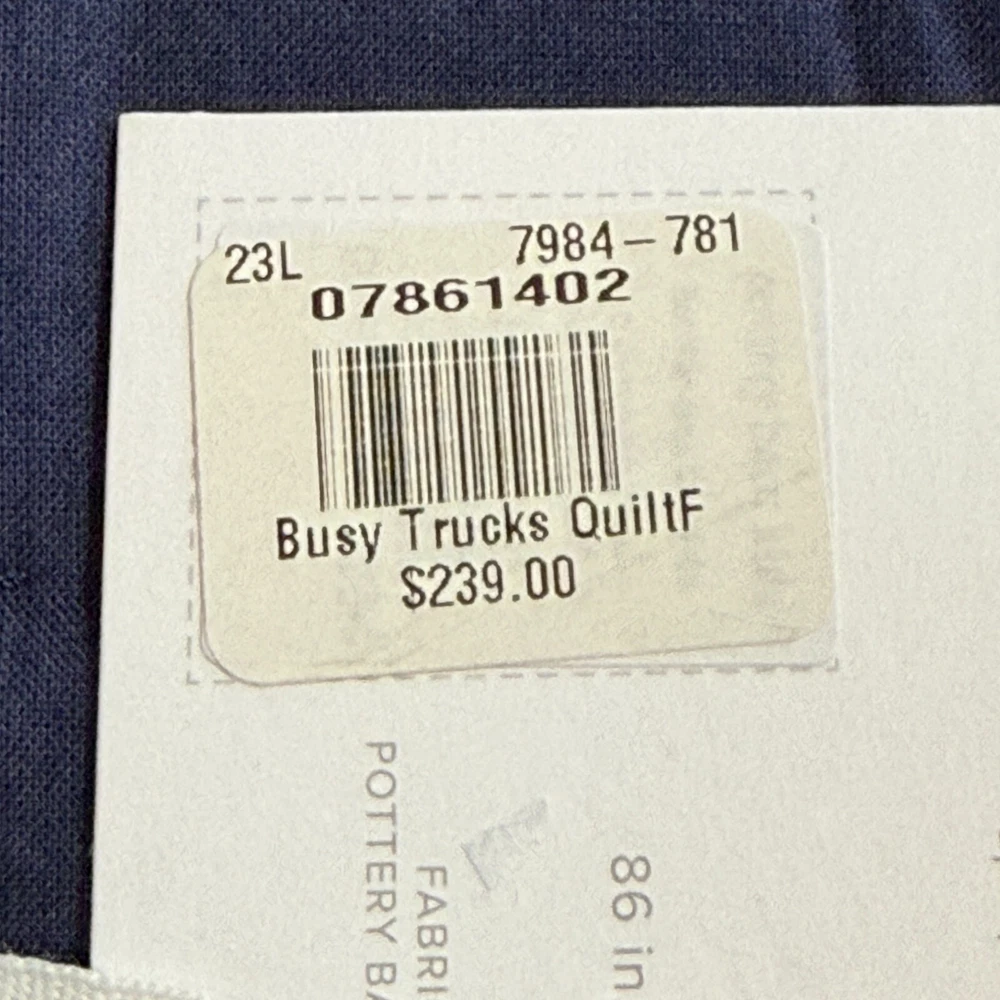 23L 7984-781
07861402
Busy Trucks QuiltF
$239.00
86 in
FABRI
POTTERY BA